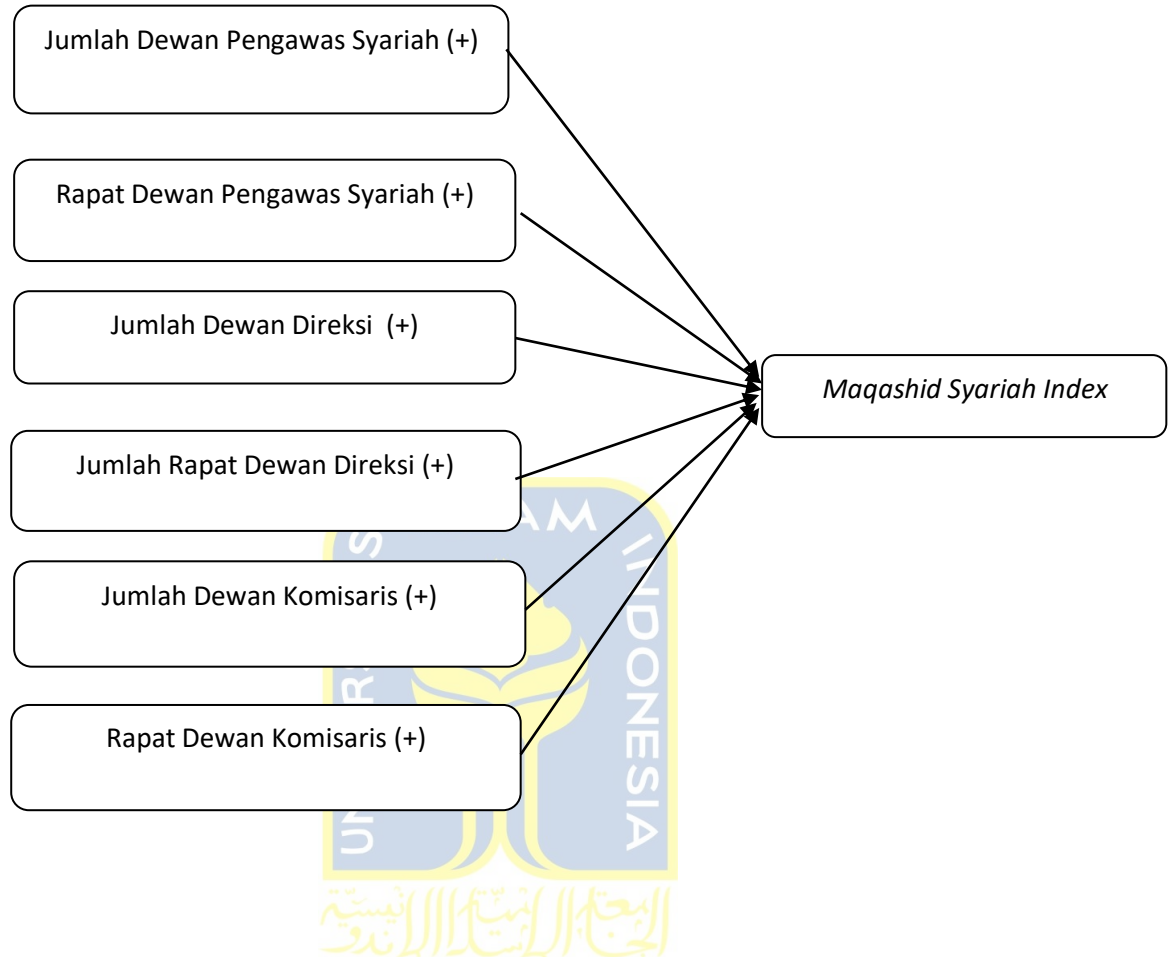 Jumlah Dewan Pengawas Syariah (+)
Rapat Dewan Pengawas Syariah (+)
Jumlah Dewan Direksi (+)
Maqashid Syariah Index
Jumlah Rapat Dewan Direksi (+)
Jumlah Dewan Komisaris (+)
Rapat Dewan Komisaris (+)
AM
INDONESIA